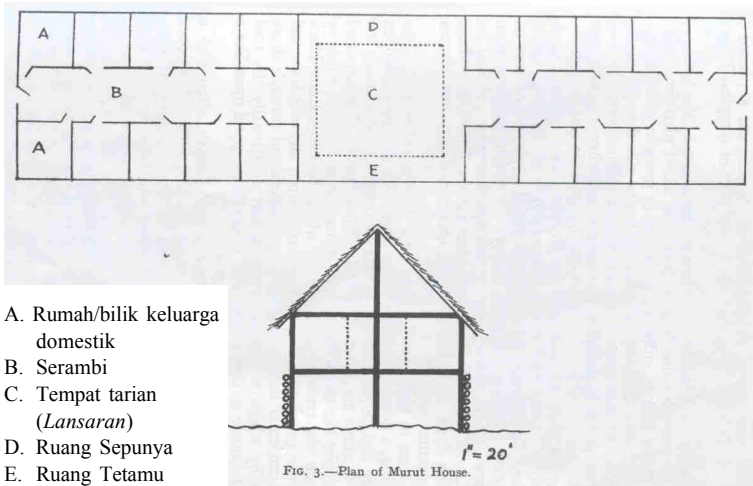 A
D
B
C
A
E
A. Rumah/bilik keluarga
domestik
B. Serambi
C. Tempat tarian
(Lansaran)
D. Ruang Sepunya
E. Ruang Tetamu
1"= 20'
FIG. 3.—Plan of Murut House.